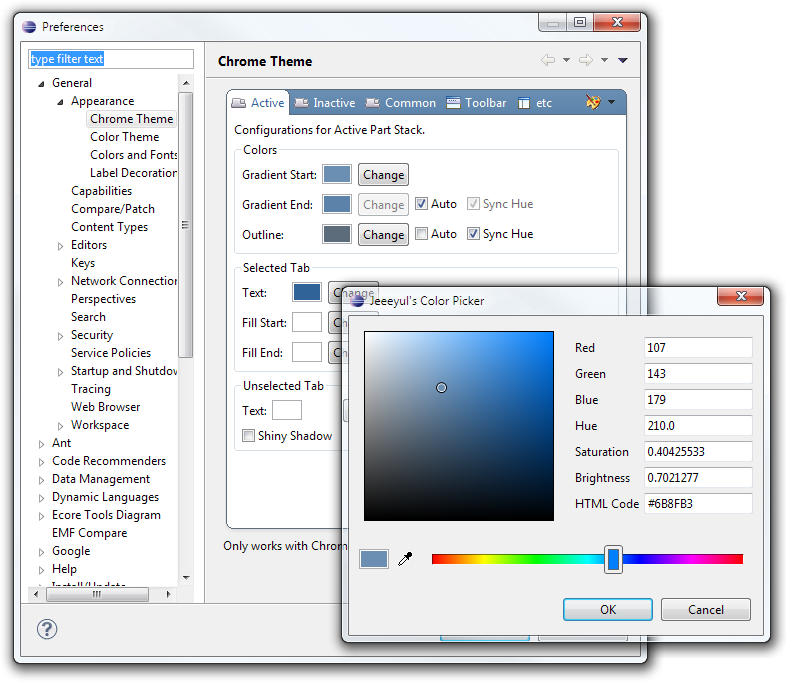 Preferences
type filter text
General
Appearance
Chrome Theme
Color Theme
Colors and Fonts
Label Decoration
Capabilities
Compare/Patch
Content Types
Editors
Keys
Network Connection
Perspectives
Search
Security
Service Policies
Startup and Shutdow
Tracing
Web Browser
Workspace
Ant
Code Recommenders
Data Management
Dynamic Languages
Ecore Tools Diagram
EMF Compare
Google
Help
Install/Update
Chrome Theme
Active Inactive Common Toolbar etc
Configurations for Active Part Stack.
Colors
Gradient Start: Change
Gradient End: Change Auto Sync Hue
Outline: Change Auto Sync Hue
Selected Tab
Text: Change
Fill Start: Ch
Fill End: Ch
Unselected Tab
Text:
Shiny Shadow
Only works with Chrom
Jeeeyul's Color Picker
Red 107
Green 143
Blue 179
Hue 210.0
Saturation 0.40425533
Brightness 0.7021277
HTML Code #6B8FB3
OK Cancel